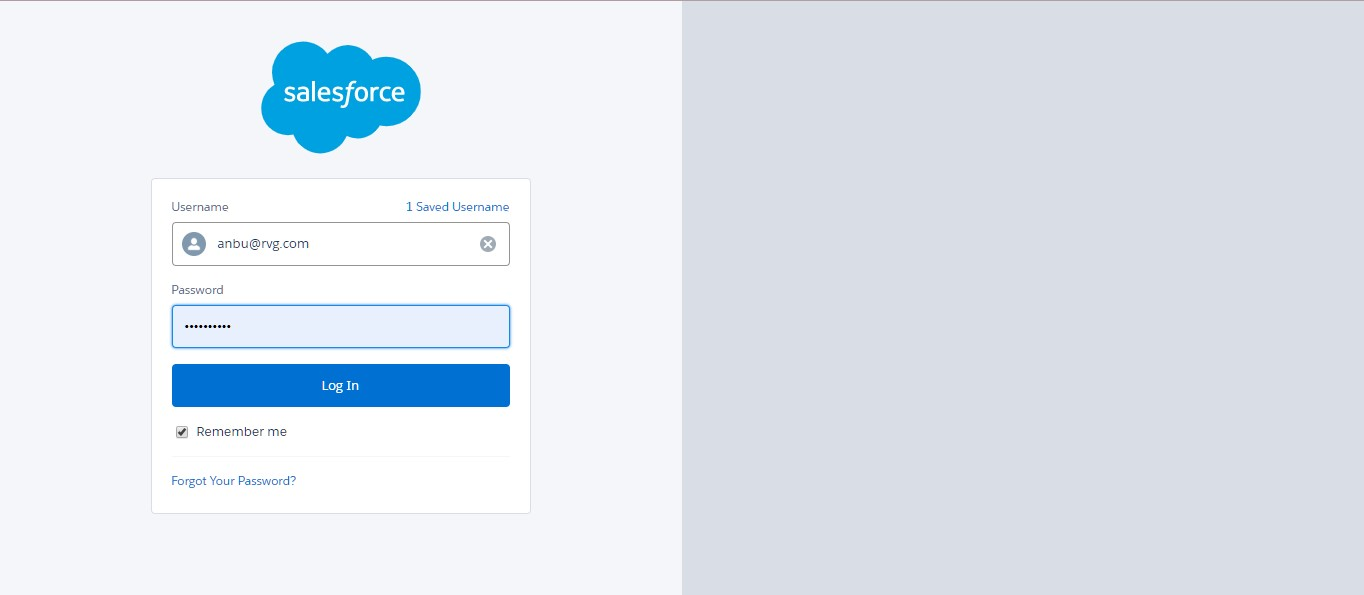 salesforce
Username 1 Saved Username
anbu@rvg.com
Password
••••••••••
Log In
Remember me
Forgot Your Password?